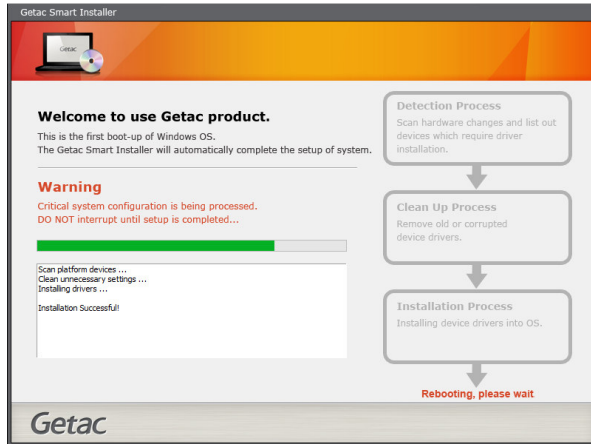 Getac Smart Installer
Getac
Welcome to use Getac product.
This is the first boot-up of Windows OS.
The Getac Smart Installer will automatically complete the setup of system.
Warning
Critical system configuration is being processed.
DO NOT interrupt until setup is completed...
Scan platform devices ...
Clean unnecessary settings ...
Installing drivers ...
Installation Successful!
Detection Process
Scan hardware changes and list out
devices which require driver
installation.
Clean Up Process
Remove old or corrupted
device drivers.
Installation Process
Installing device drivers into OS.
Rebooting, please wait
Getac